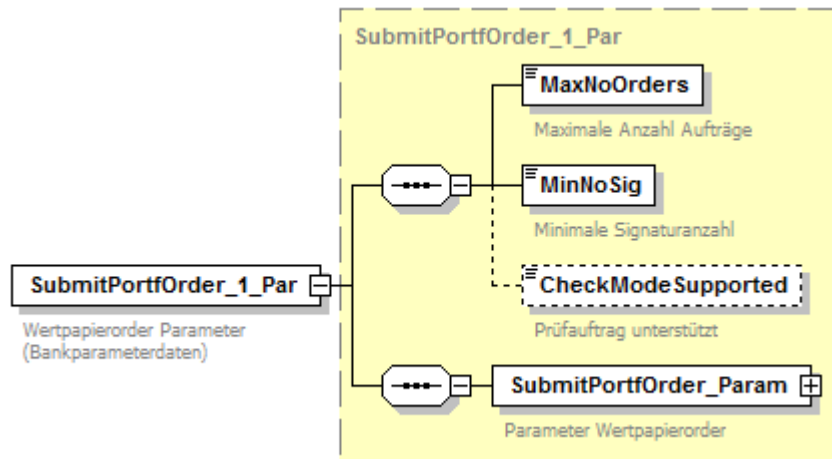 SubmitPortfOrder_1_Par
MaxNoOrders
Maximale Anzahl Aufträge
MinNoSig
Minimale Signaturanzahl
CheckModeSupported
Prüfauftrag unterstützt
SubmitPortfOrder_1_Par
Wertpapierorder Parameter
(Bankparameterdaten)
SubmitPortfOrder_Param
Parameter Wertpapierorder